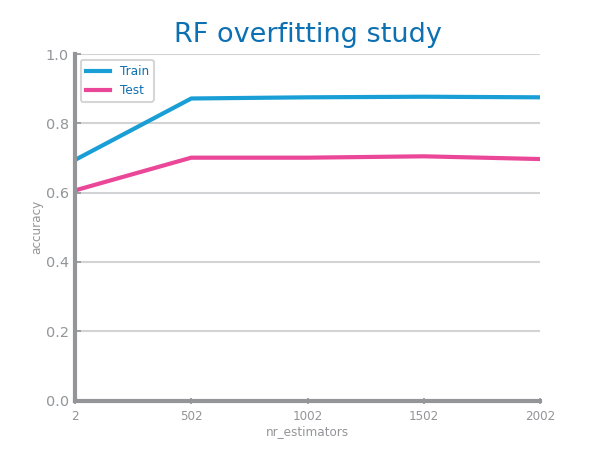 RF overfitting study
1.0
Train
Test
0.8
0.6
accuracy
0.4
0.2
0.0
2 502 1002 1502 2002
nr_estimators